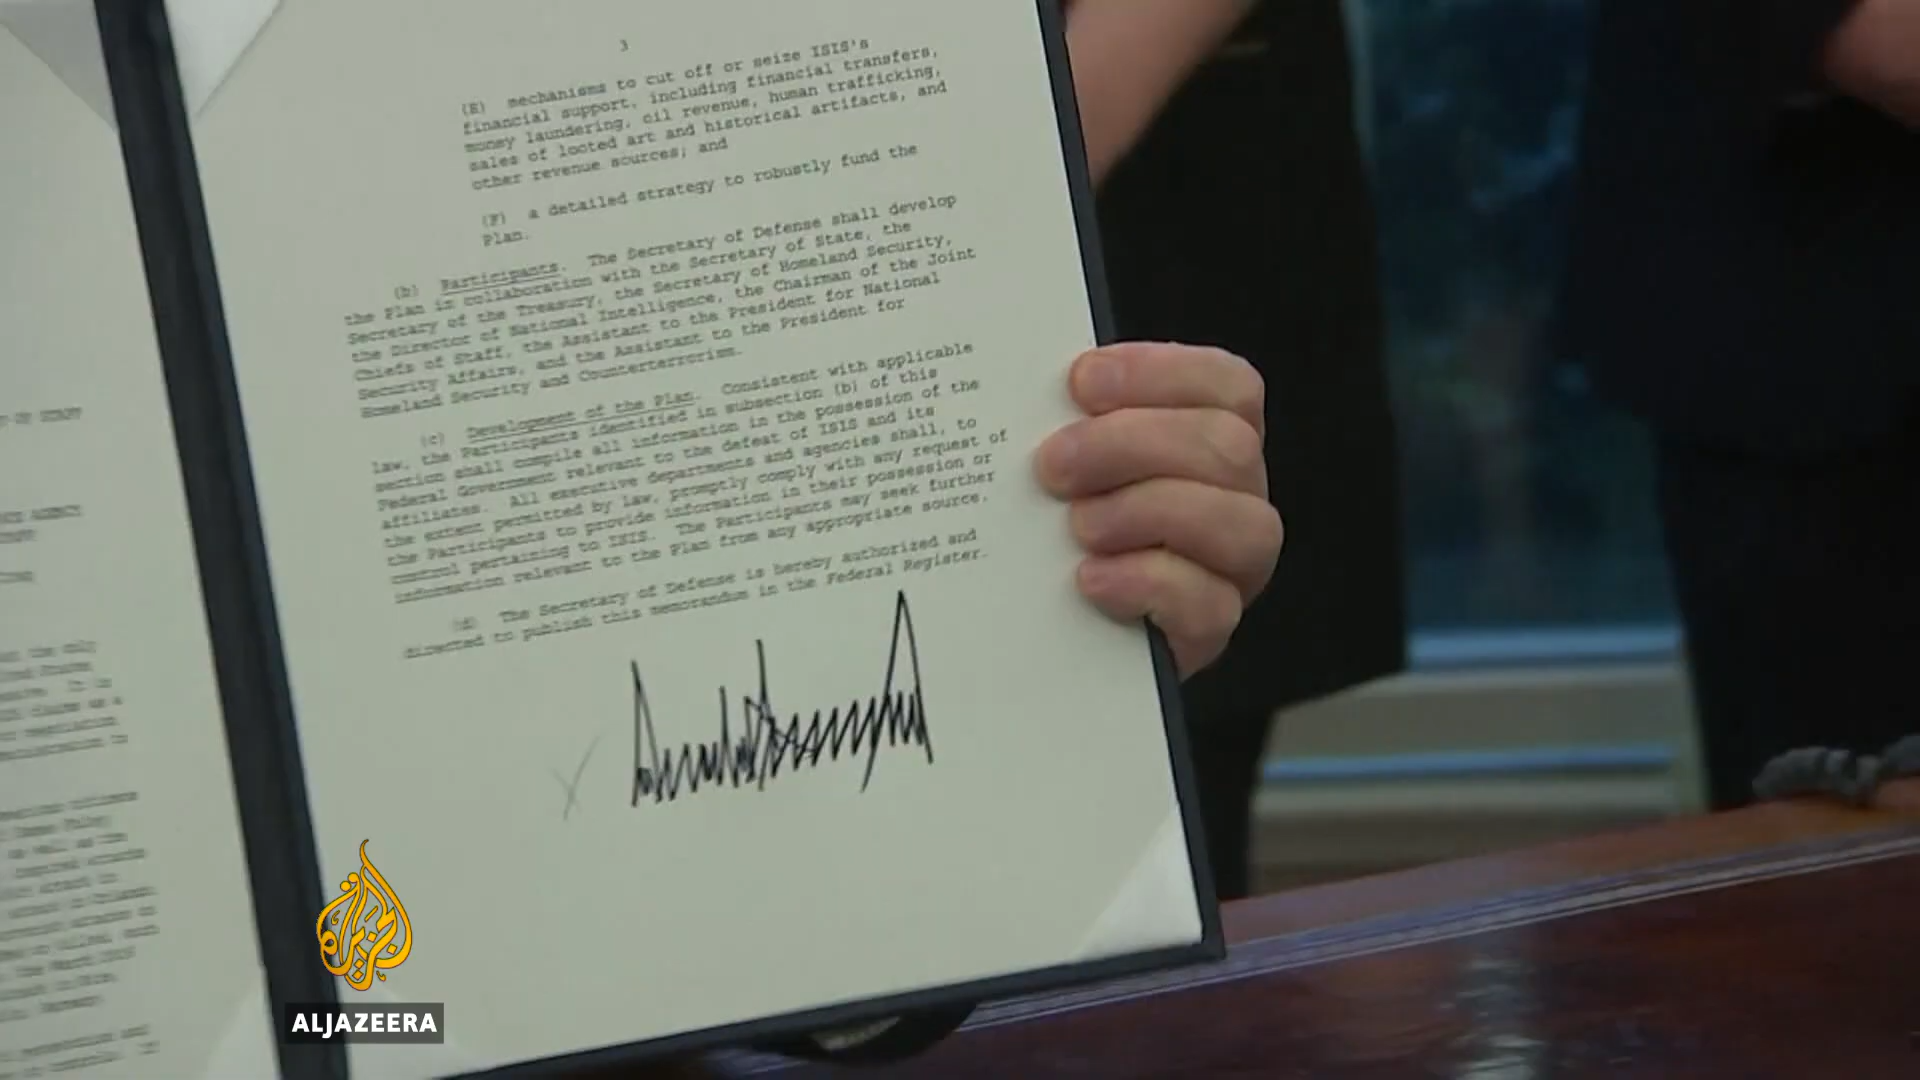 3
(E) mechanisms to cut off or seize ISIS's
financial support, including financial transfers,
money laundering, oil revenue, human trafficking,
sales of looted art and historical artifacts, and
other revenue sources; and
(F) a detailed strategy to robustly fund the
Plan.
(b) Participants. The Secretary of Defense shall develop
the Plan in collaboration with the Secretary of State, the
Secretary of the Treasury, the Secretary of Homeland Security,
the Director of National Intelligence, the Chairman of the Joint
Chiefs of Staff, the Assistant to the President for National
Security Affairs, and the Assistant to the President for
Homeland Security and Counterterrorism.
(c) Development of the Plan. Consistent with applicable
law, the Participants identified in subsection (b) of this
section shall compile all information in the possession of the
Federal Government relevant to the defeat of ISIS and its
affiliates. All executive departments and agencies shall, to
the extent permitted by law, promptly comply with any request of
the Participants to provide information in their possession or
control pertaining to ISIS. The Participants may seek further
information relevant to the Plan from any appropriate source.
(d) The Secretary of Defense is hereby authorized and
directed to publish this memorandum in the Federal Register.
الجزيرة
ALJAZEERA